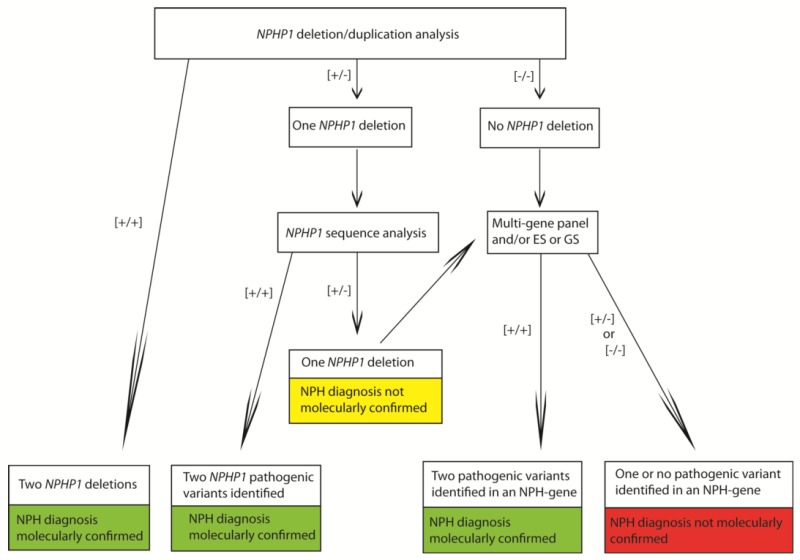 NPHP1 deletion/duplication analysis
[+/-]
[-/-]
One NPHP1 deletion
No NPHP1 deletion
[+/+]
NPHP1 sequence analysis
Multi-gene panel
and/or ES or GS
[+/+]
[+/-]
[+/+]
[+/-]
or
[-/-]
One NPHP1 deletion
NPH diagnosis not
molecularly confirmed
Two NPHP1 deletions
NPH diagnosis
molecularly confirmed
Two NPHP1 pathogenic
variants identified
NPH diagnosis
molecularly confirmed
Two pathogenic variants
identified in an NPH-gene
NPH diagnosis
molecularly confirmed
One or no pathogenic variant
identified in an NPH-gene
NPH diagnosis not molecularly
confirmed